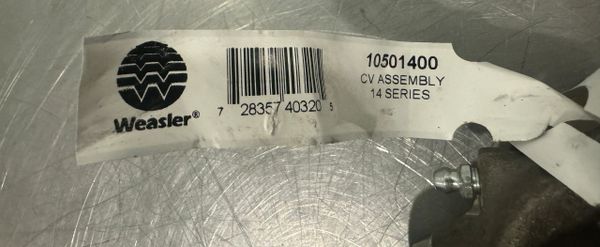 Weasler®
7 28357 40320 5
10501400
CV ASSEMBLY
14 SERIES